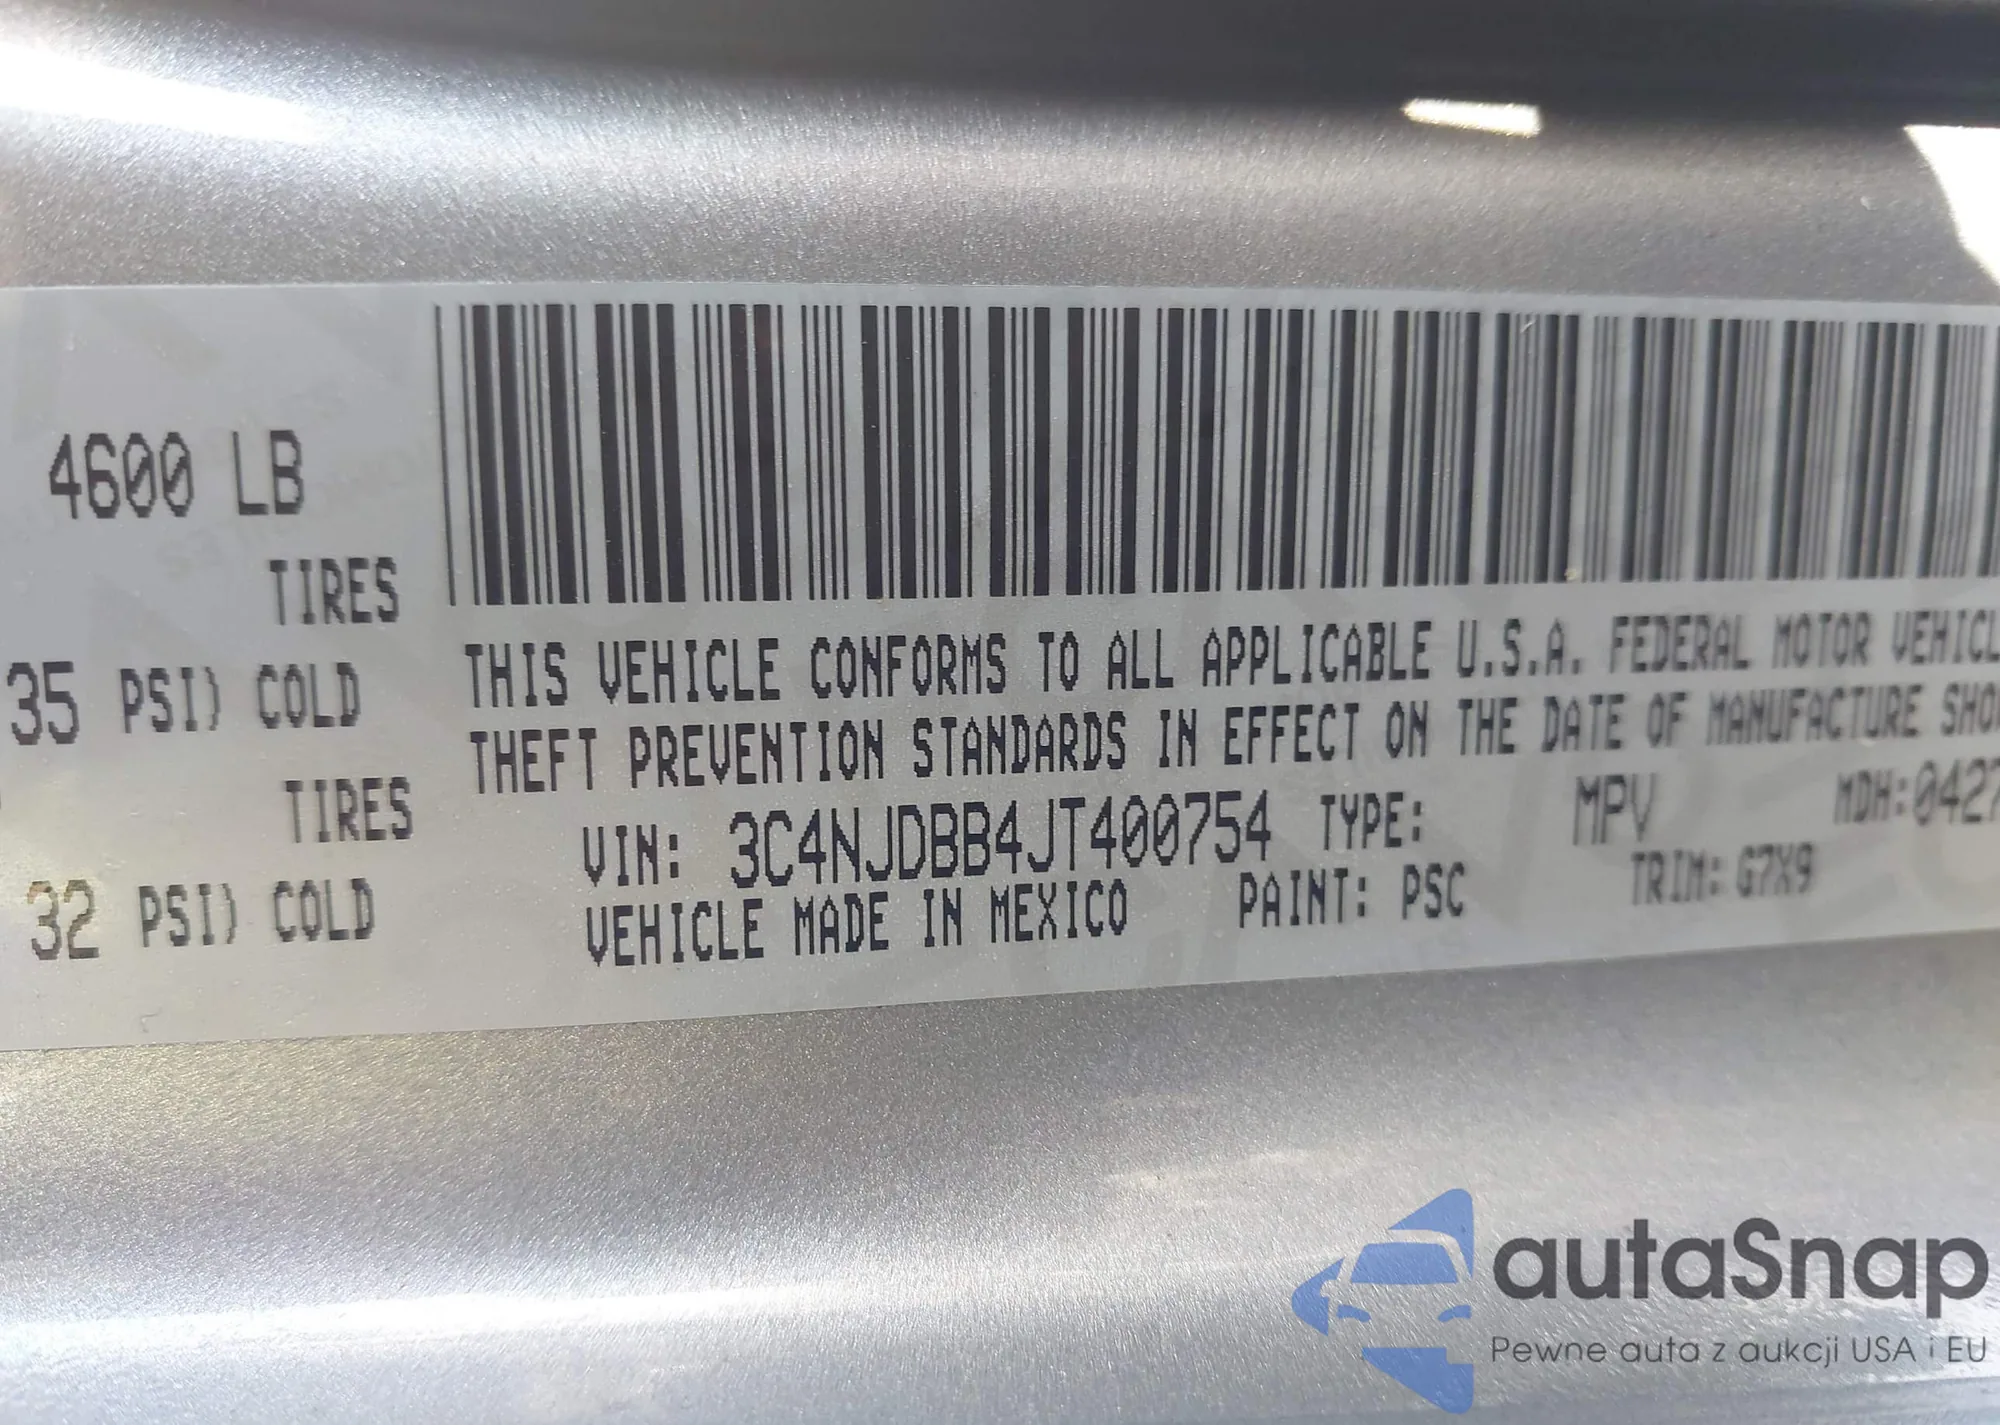 4600 LB
TIRES
35 PSI) COLD
TIRES
32 PSI) COLD
THIS VEHICLE CONFORMS TO ALL APPLICABLE U.S.A. FEDERAL MOTOR VEHICL
THEFT PREVENTION STANDARDS IN EFFECT ON THE DATE OF MANUFACTURE SHO
VIN: 3C4NJDBB4JT400754 TYPE: MPV MDH:0427
VEHICLE MADE IN MEXICO PAINT: PSC TRIM: G7X9
autaSnap
Pewne auta z aukcji USA i EU